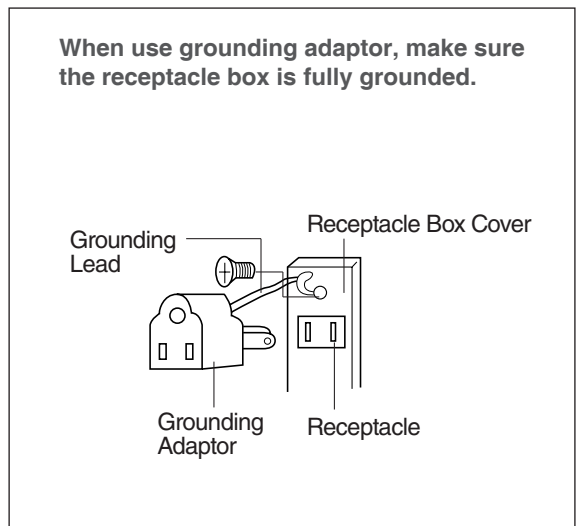 When use grounding adaptor, make sure
the receptacle box is fully grounded.
Receptacle Box Cover
Grounding
Lead
Grounding
Adaptor
Receptacle